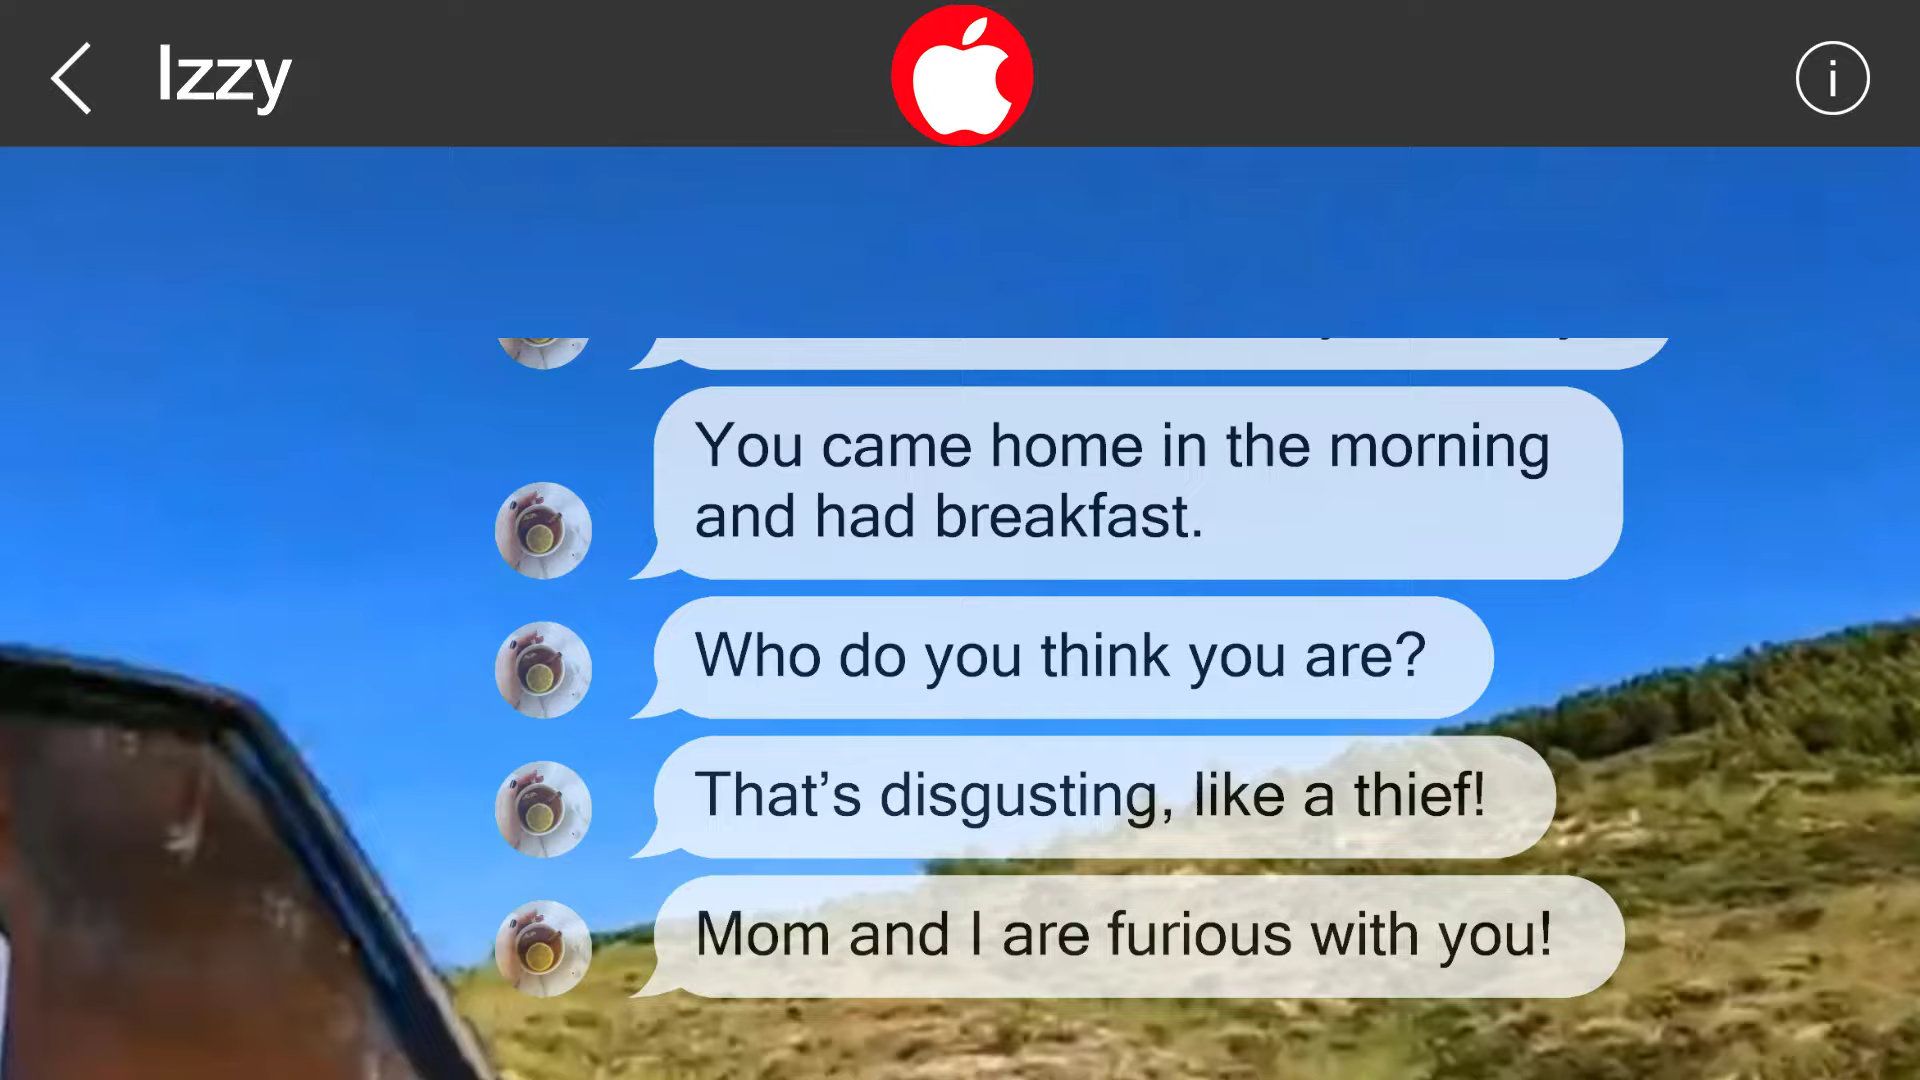 Izzy
You came home in the morning
and had breakfast.
Who do you think you are?
That’s disgusting, like a thief!
Mom and I are furious with you!